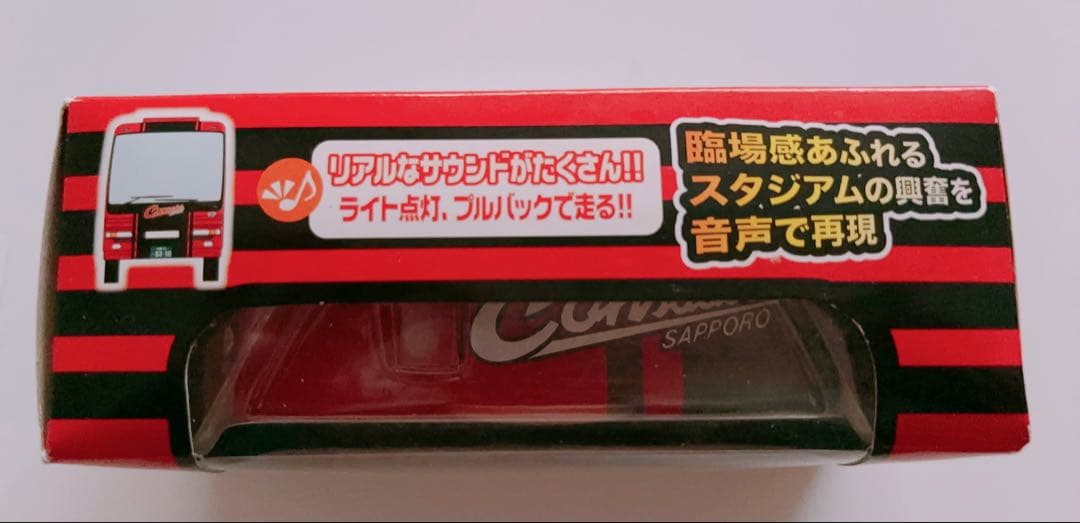 リアルなサウンドがたくさん!!
ライト点灯、プルバックで走る!!
臨場感あふれる
スタジアムの興奮を
音声で再現
SAPPORO